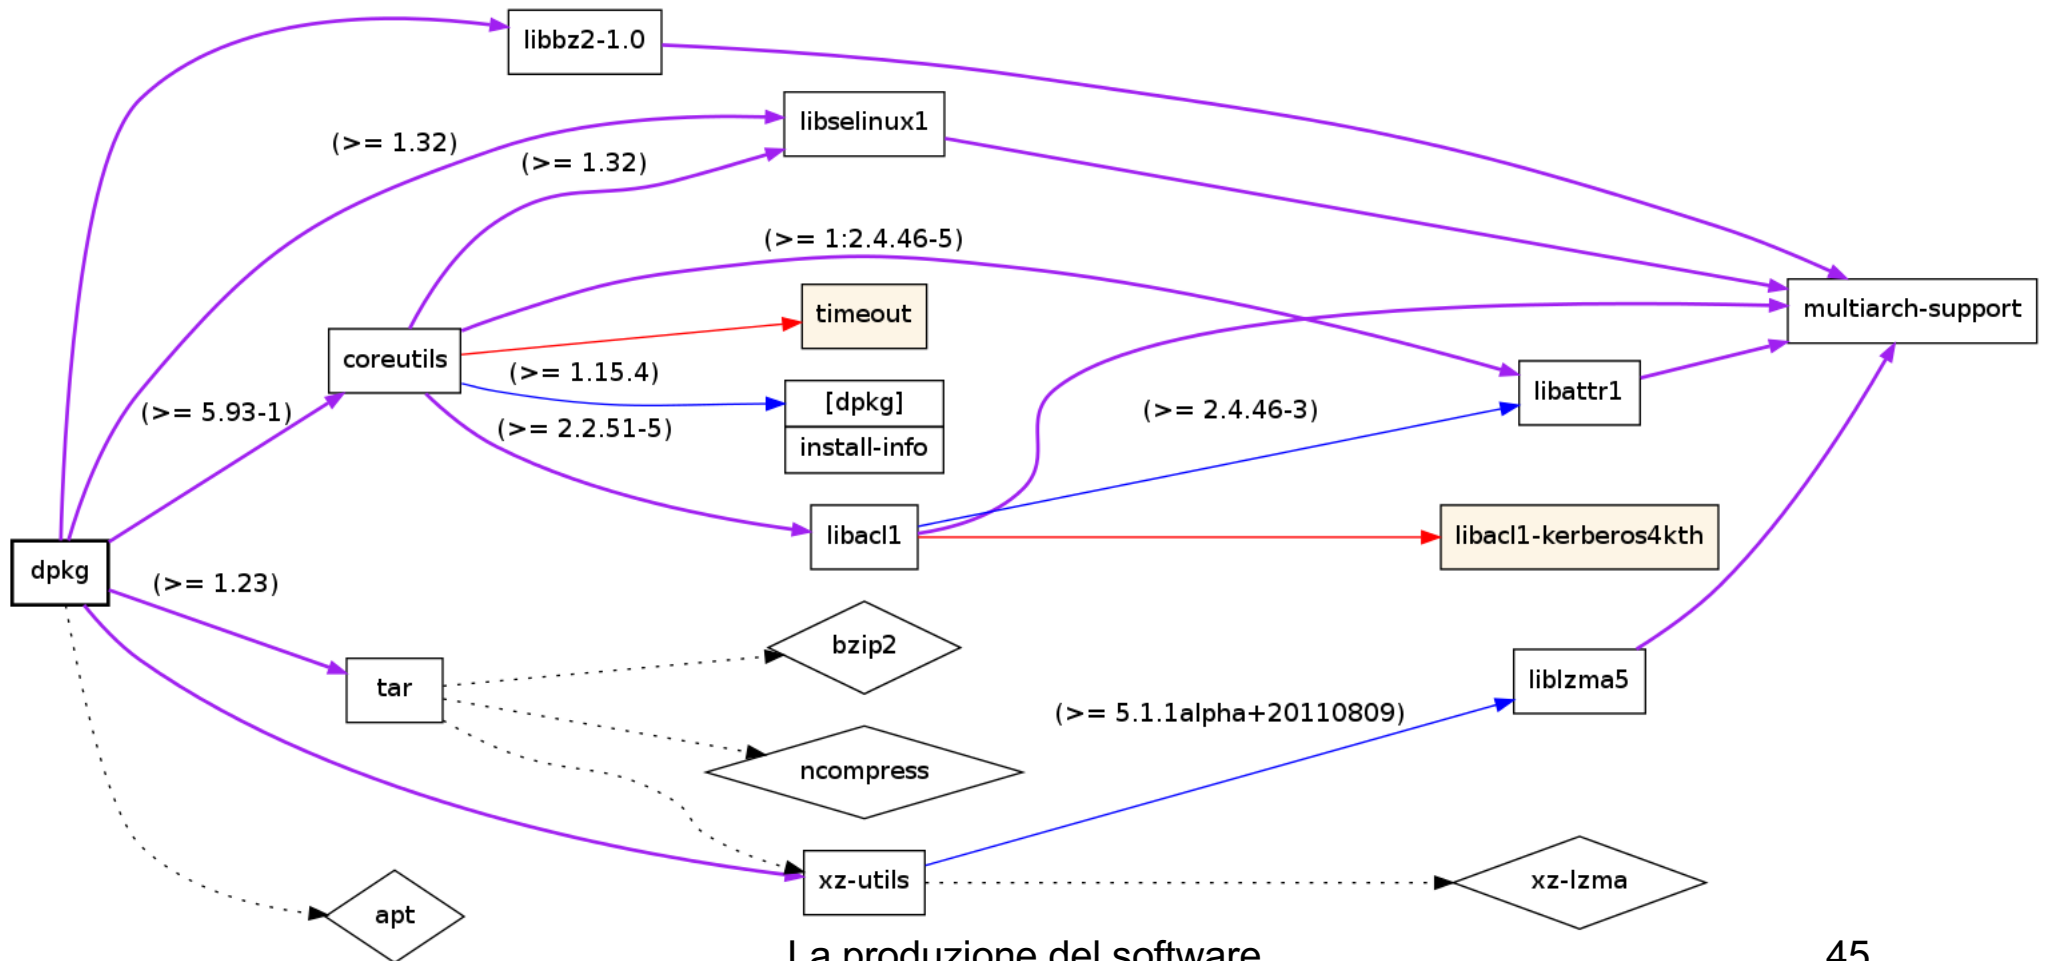 libbz2-1.0
libselinux1
(>= 1.32)
(>= 1.32)
(>= 1:2.4.46-5)
timeout
multiarch-support
coreutils
(>= 1.15.4)
[dpkg]
install-info
libattr1
(>= 5.93-1)
(>= 2.2.51-5)
(>= 2.4.46-3)
libacl1
libacl1-kerberos4kth
dpkg
(>= 1.23)
bzip2
tar
liblzma5
(>= 5.1.1alpha+20110809)
ncompress
xz-utils
xz-lzma
apt
La produzione del software
45